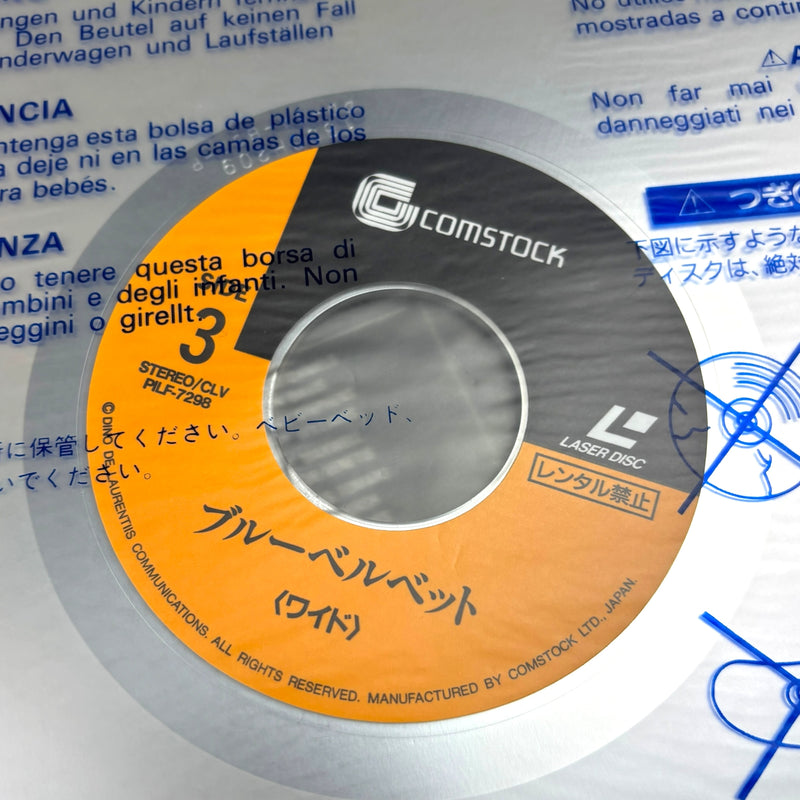 ngen und Kindern
Den Beutel auf keinen Fall
nderwagen und Laufställen
NCIA
ntenga esta bolsa de plástico
a deje ni en las camas de los
ra bebés.
NZA
o tenere questa borsa di
mbini e degli infanti. Non
eggini o girellt.
に保管してください。ベビーベッド、
いでください。
No utilice
mostradas a contin
⚠A
Non far mai
danneggiati nei
⚠ つぎの
下図に示すような
ディスクは、絶対
COMSTOCK
SIDE
3
STEREO/CLV
PILF-7298
LASER DISC
レンタル禁止
ブルーベルベット
〈ワイド〉
© DINO DE LAURENTIIS COMMUNICATIONS. ALL RIGHTS RESERVED. MANUFACTURED BY COMSTOCK LTD., JAPAN.